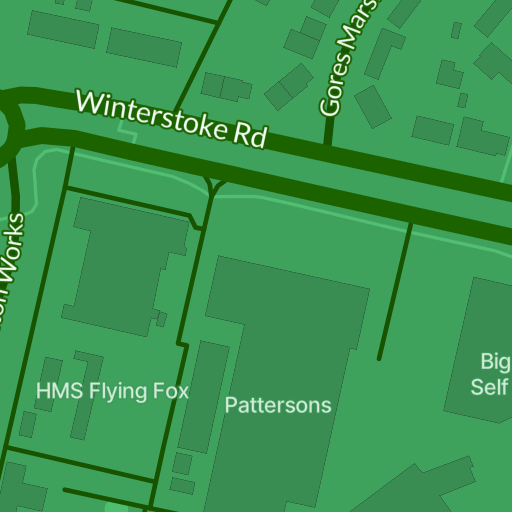 Gores Mars
Winterstoke Rd
Works
HMS Flying Fox
Pattersons
Big
Self